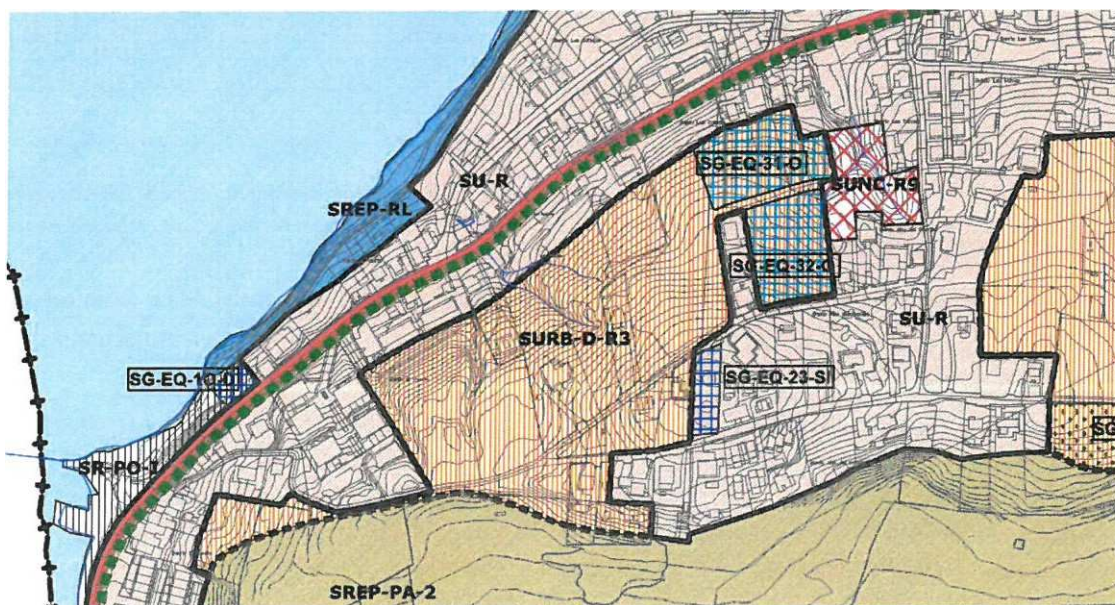 SU-R
SREP-RL
SG-EQ-31-O
SUNC-R9
SG-EQ-32-O
SURB-D-R3
SU-R
SG-EQ-10-O
SG-EQ-23-S
SG
SR-PO-1
SREP-PA-2